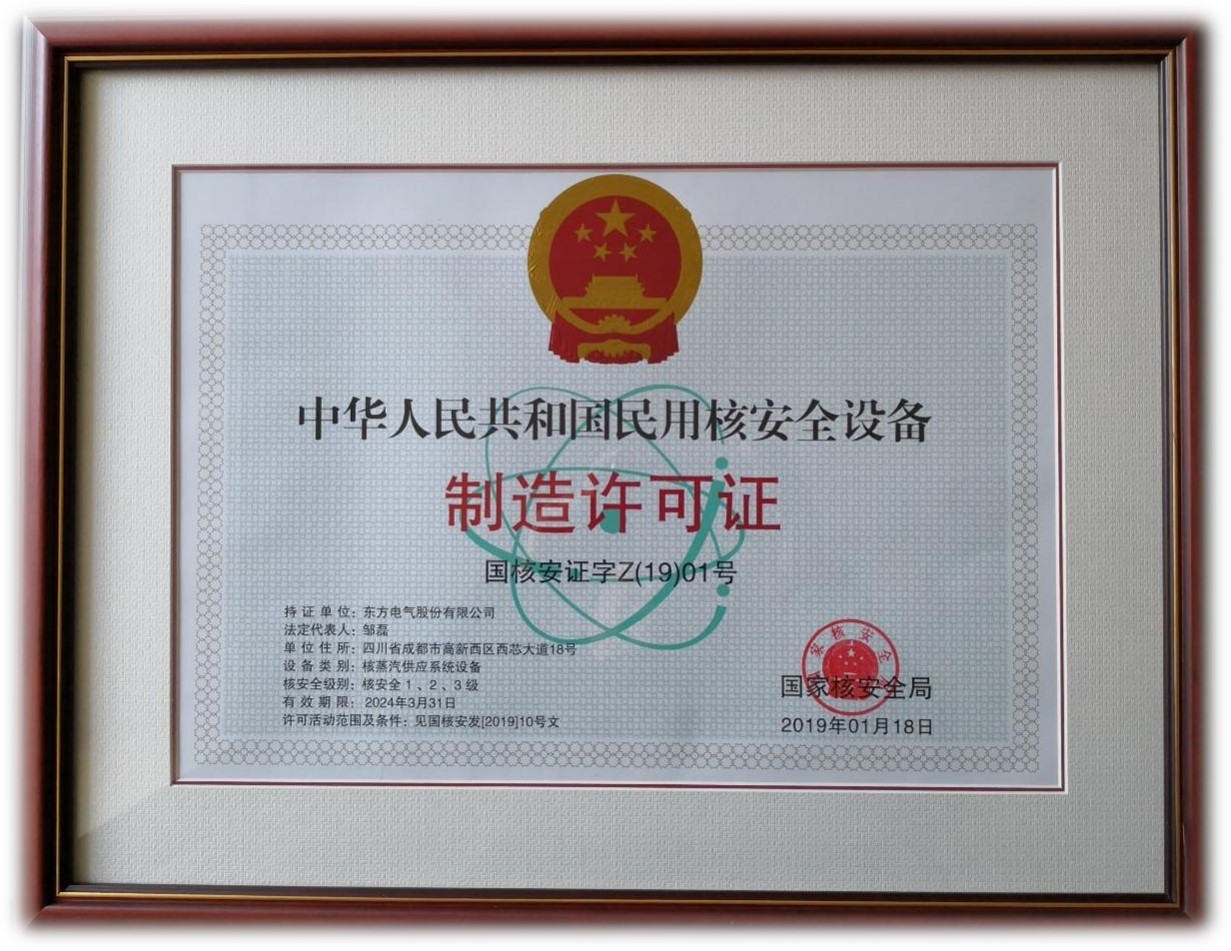 中华人民共和国民用核安全设备
制造许可证
国核安证字Z(19)01号
持证单位：东方电气股份有限公司
法定代表人：邹磊
单位住所：四川省成都市高新西区西芯大道18号
设备类别：核蒸汽供应系统设备
核安全级别：核安全1、2、3级
有效期限：2024年3月31日
许可活动范围及条件：见国核安发[2019]10号文
国家核安全局
国家核安全局
2019年01月18日